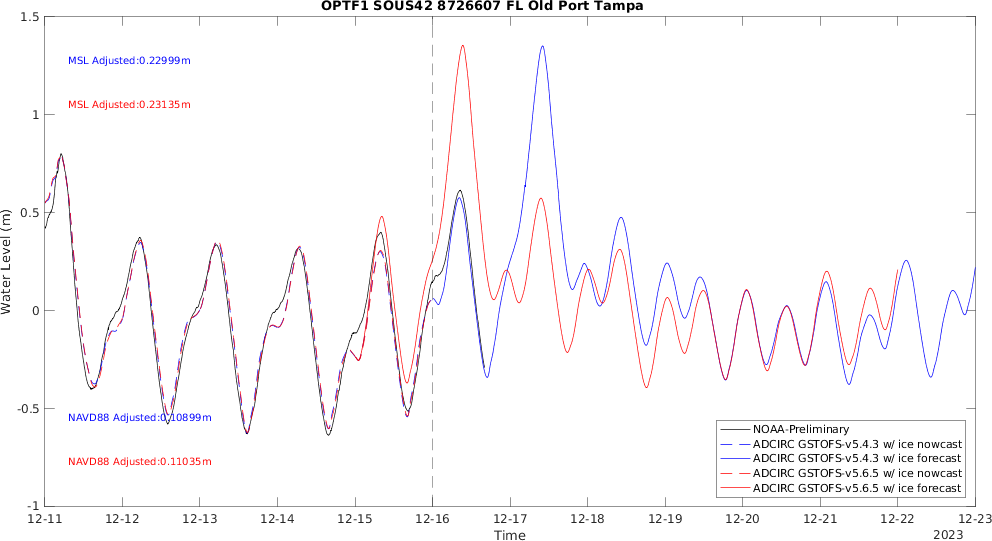 OPTF1 SOUS42 8726607 FL Old Port Tampa
1.5
1
0.5
0
-0.5
-1
Water Level (m)
MSL Adjusted:0.22999m
MSL Adjusted:0.23135m
NAVD88 Adjusted:0.10899m
NAVD88 Adjusted:0.11035m
NOAA-Preliminary
ADCIRC GSTOFS-v5.4.3 w/ ice nowcast
ADCIRC GSTOFS-v5.4.3 w/ ice forecast
ADCIRC GSTOFS-v5.6.5 w/ ice nowcast
ADCIRC GSTOFS-v5.6.5 w/ ice forecast
12-11 12-12 12-13 12-14 12-15 12-16 12-17 12-18 12-19 12-20 12-21 12-22 12-23
Time
2023